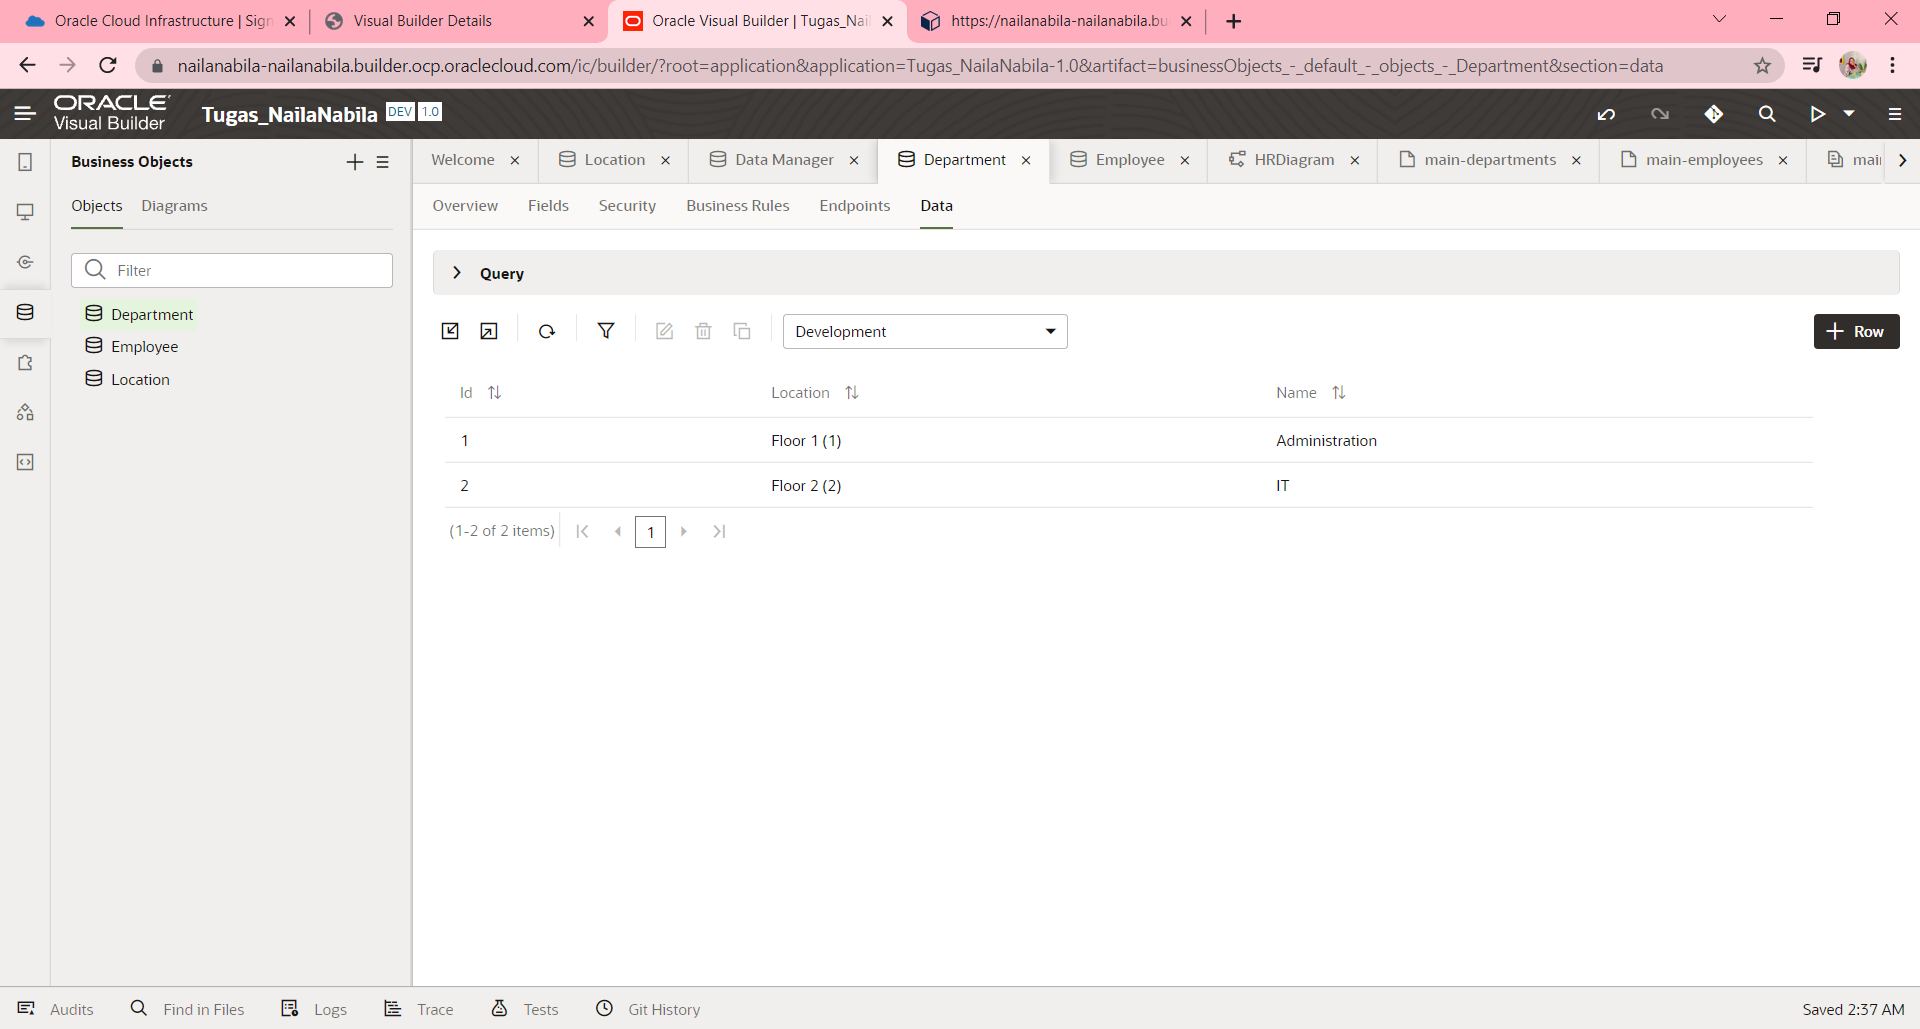 Oracle Cloud Infrastructure | Sign
Visual Builder Details
Oracle Visual Builder | Tugas_Nail
https://nailanabila-nailanabila.bu
nailanabila-nailanabila.builder.ocp.oraclecloud.com/ic/builder/?root=application&application=Tugas_NailaNabila-1.0&artifact=businessObjects_-_default_-_objects_-_Department&section=data
ORACLE
Visual Builder
Tugas_NailaNabila DEV 1.0
Business Objects
Welcome
Location
Data Manager
Department
Employee
HRDiagram
main-departments
main-employees
mai
Objects Diagrams
Overview Fields Security Business Rules Endpoints Data
Filter
Department
Employee
Location
Query
Development
Row
Id Location Name
1 Floor 1 (1) Administration
2 Floor 2 (2) IT
(1-2 of 2 items) 1
Audits Find in Files Logs Trace Tests Git History Saved 2:37 AM